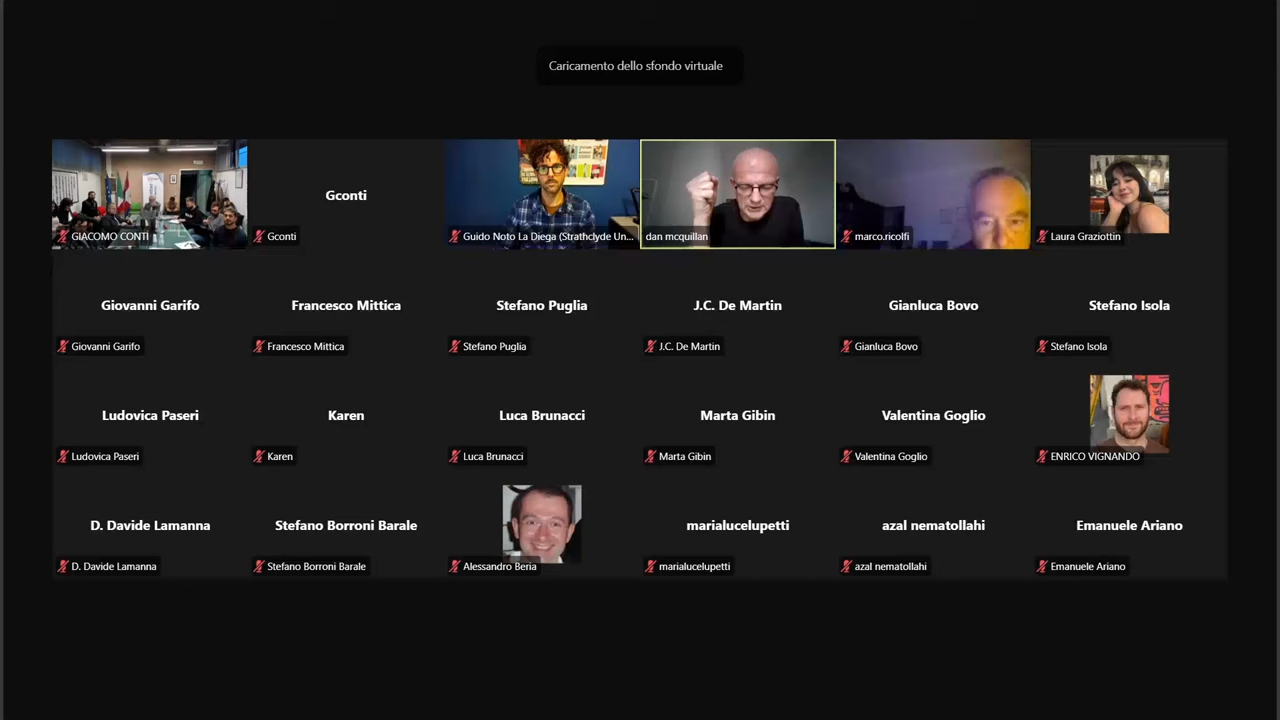 Caricamento dello sfondo virtuale
GIACOMO CONTI
Gconti
Gconti
Guido Noto La Diega (Strathclyde Un...
dan mcquillan
marco.ricolfi
Laura Graziottin
Giovanni Garifo
Francesco Mittica
Stefano Puglia
J.C. De Martin
Gianluca Bovo
Stefano Isola
Giovanni Garifo
Francesco Mittica
Stefano Puglia
J.C. De Martin
Gianluca Bovo
Stefano Isola
Ludovica Paseri
Karen
Luca Brunacci
Marta Gibin
Valentina Goglio
Ludovica Paseri
Karen
Luca Brunacci
Marta Gibin
Valentina Goglio
ENRICO VIGNANDO
D. Davide Lamanna
Stefano Borroni Barale
marialucelupetti
azal nematollahi
Emanuele Ariano
D. Davide Lamanna
Stefano Borroni Barale
Alessandro Beria
marialucelupetti
azal nematollahi
Emanuele Ariano